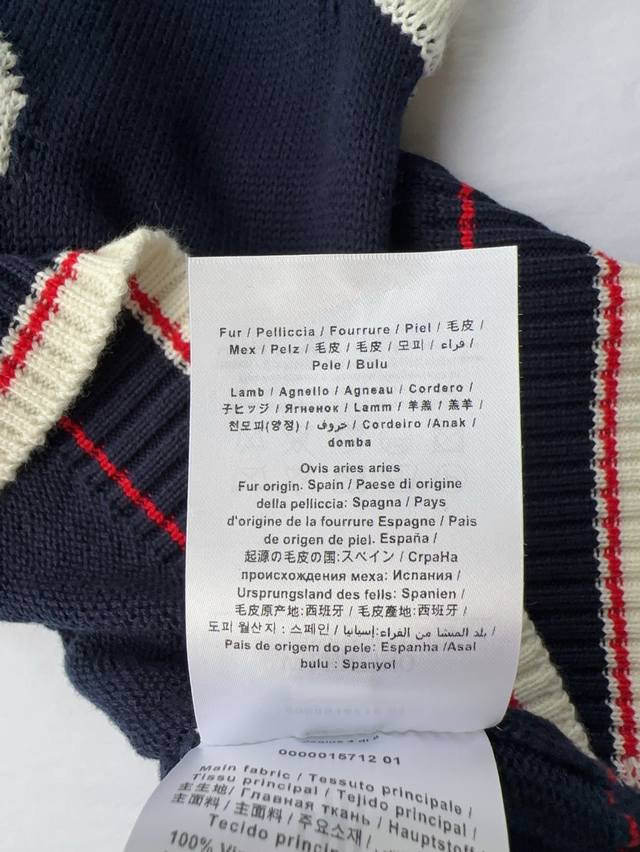 Fur / Pelliccia / Fourrure / Piel / 毛皮 /
Mex / Pelz / 毛皮 / 毛皮 / 모피 / فراء /
Pele / Bulu
Lamb / Agnello / Agneau / Cordero /
子ヒッジ / Ягненок / Lamm / 羊羔 / 羔羊 /
천모피(양정) / خروف / Cordeiro /Anak /
domba
Ovis aries aries
Fur origin. Spain / Paese di origine
della pelliccia: Spagna / Pays
d'origine de la fourrure Espagne / Pais
de origen de piel. España /
起源の毛皮の国:スペイン / СтраНа
происхождения меха: Испания /
Ursprungsland des fells: Spanien /
毛皮原产地:西班牙 / 毛皮產地:西班牙 /
도피 월산지 : 스페인 / بلد المنشا من الفراء:إسبانيا /
Pais de origem do pele: Espanha /Asal
bulu : Spanyol
0000015712 01
Main fabric / Tessuto principale /
Tissu principal / Tejido principal /
主生地/ Главная ткань / Hauptstoff
主面料 / 主面料 / 주요소재 /
Tecido princip
100% Vi